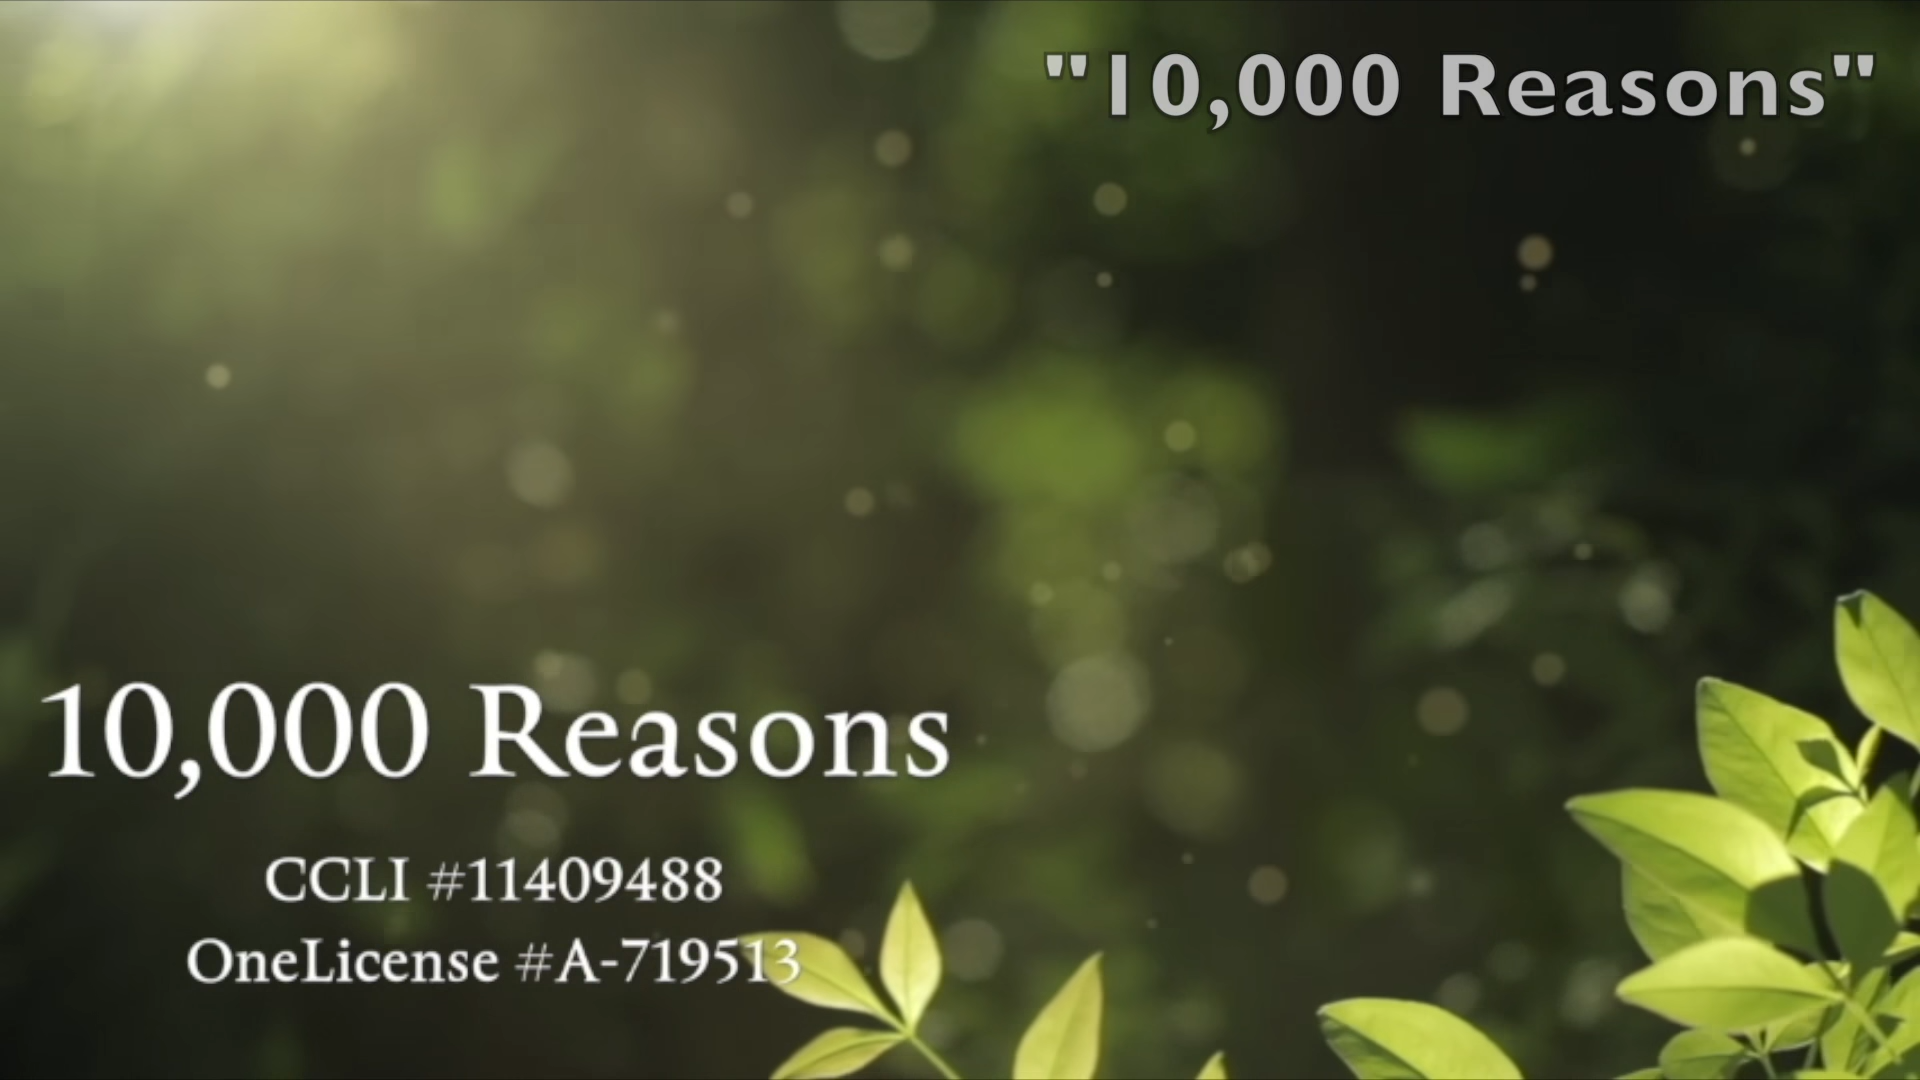 "10,000 Reasons"
10,000 Reasons
CCLI #11409488
OneLicense #A-719513